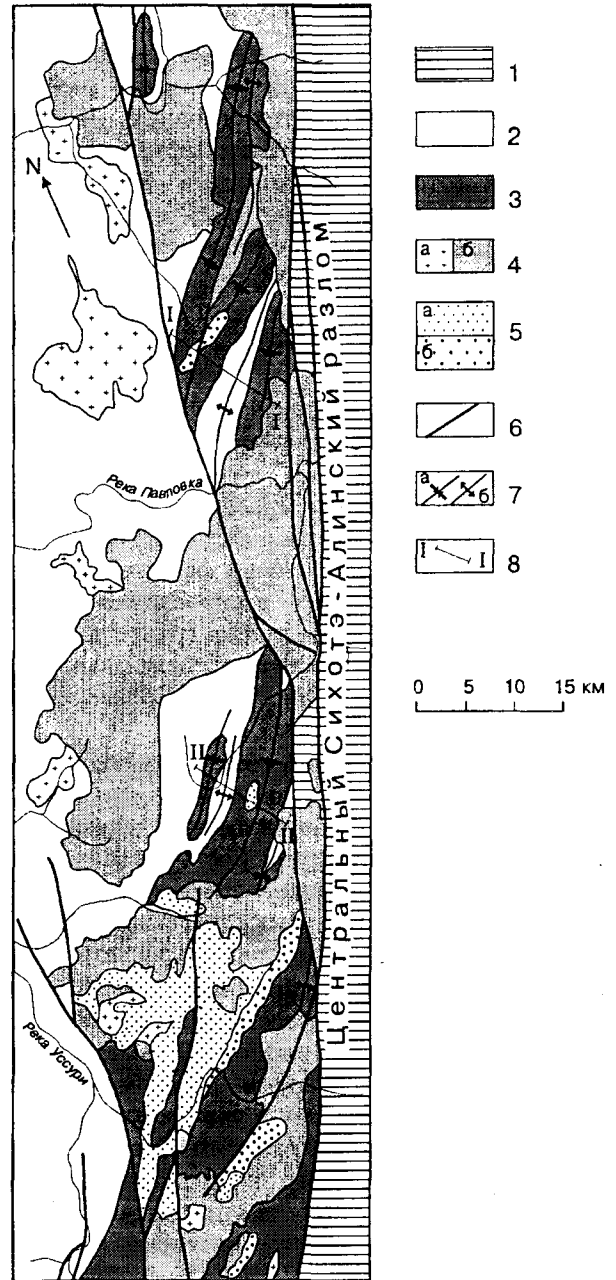 N
I
I
Река Павловка
Центральный Сихотэ-Алинский разлом
II
II
Река Уссури
1
2
3
а б 4
а
б
5
6
а б 7
I I 8
0 5 10 15 км